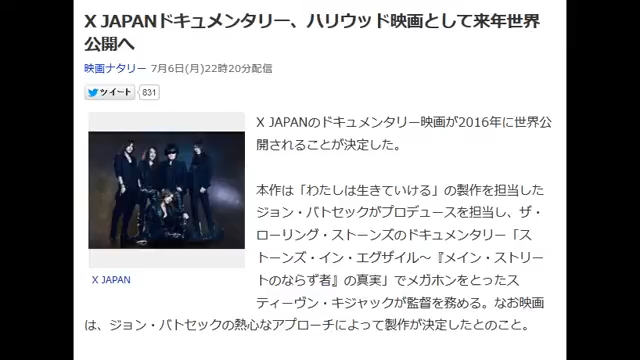 X JAPANドキュメンタリー、ハリウッド映画として来年世界
公開へ
映画ナタリー 7月6日(月)22時20分配信
ツイート 831
X JAPANのドキュメンタリー映画が2016年に世界公
開されることが決定した。
本作は「わたしは生きていける」の製作を担当した
ジョン・バトセックがプロデュースを担当し、ザ・
ローリング・ストーンズのドキュメンタリー「ス
トーンズ・イン・エグザイル～『メイン・ストリー
トのならず者』の真実」でメガホンをとったス
ティーヴン・キジャックが監督を務める。なお映画
は、ジョン・バトセックの熱心なアプローチによって製作が決定したとのこと。
X JAPAN